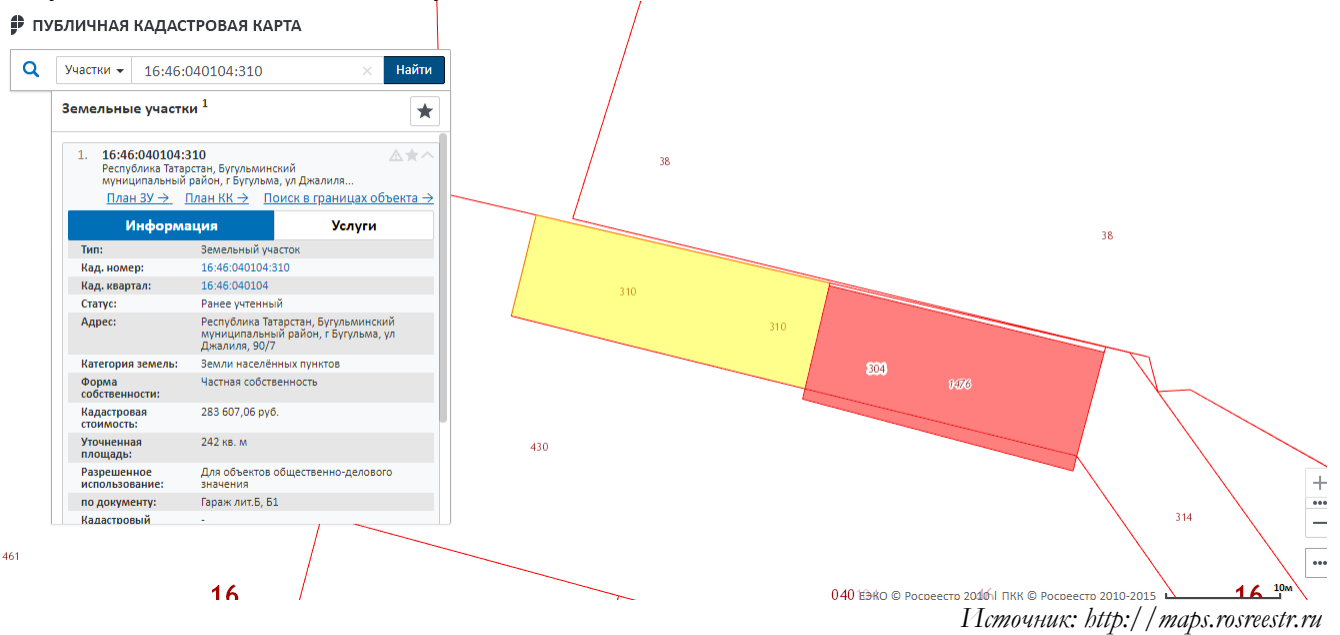 ПУБЛИЧНАЯ КАДАСТРОВАЯ КАРТА
Участки
16:46:040104:310
Найти
Земельные участки 1
1. 16:46:040104:310
Республика Татарстан, Бугульминский
муниципальный район, г Бугульма, ул Джалиля...
План ЗУ → План КК → Поиск в границах объекта →
Информация Услуги
Тип: Земельный участок
Кад. номер: 16:46:040104:310
Кад. квартал: 16:46:040104
Статус: Ранее учтенный
Адрес: Республика Татарстан, Бугульминский
муниципальный район, г Бугульма, ул
Джалиля, 90/7
Категория земель: Земли населённых пунктов
Форма Частная собственность
собственности:
Кадастровая 283 607,06 руб.
стоимость:
Уточненная 242 кв. м
площадь:
Разрешенное Для объектов общественно-делового
использование: значения
по документу: Гараж лит.Б, Б1
Кадастровый -
38
38
310
310
304
1476
430
314
461
16
040
16
10м
ЕЭКО © Росреестр 2010 | ПКК © Росреестр 2010-2015
Источник: http://maps.rosreestr.ru